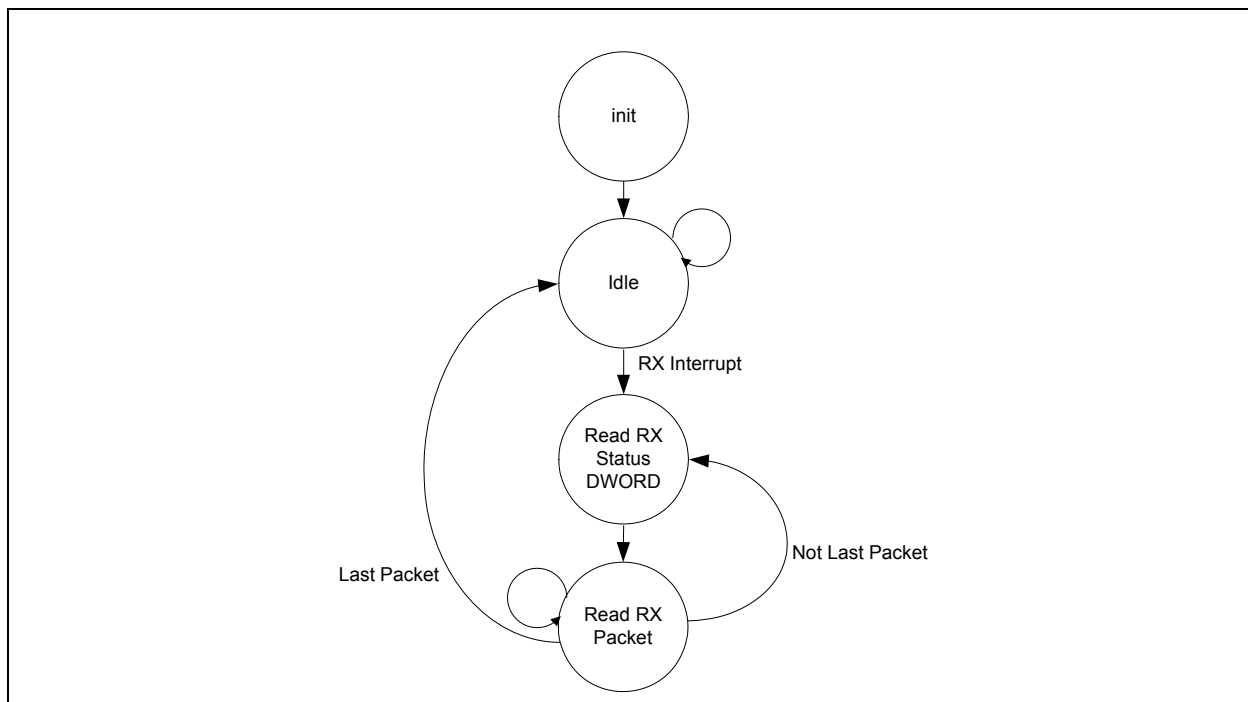 init
Idle
RX Interrupt
Read RX
Status
DWORD
Not Last Packet
Last Packet
Read RX
Packet